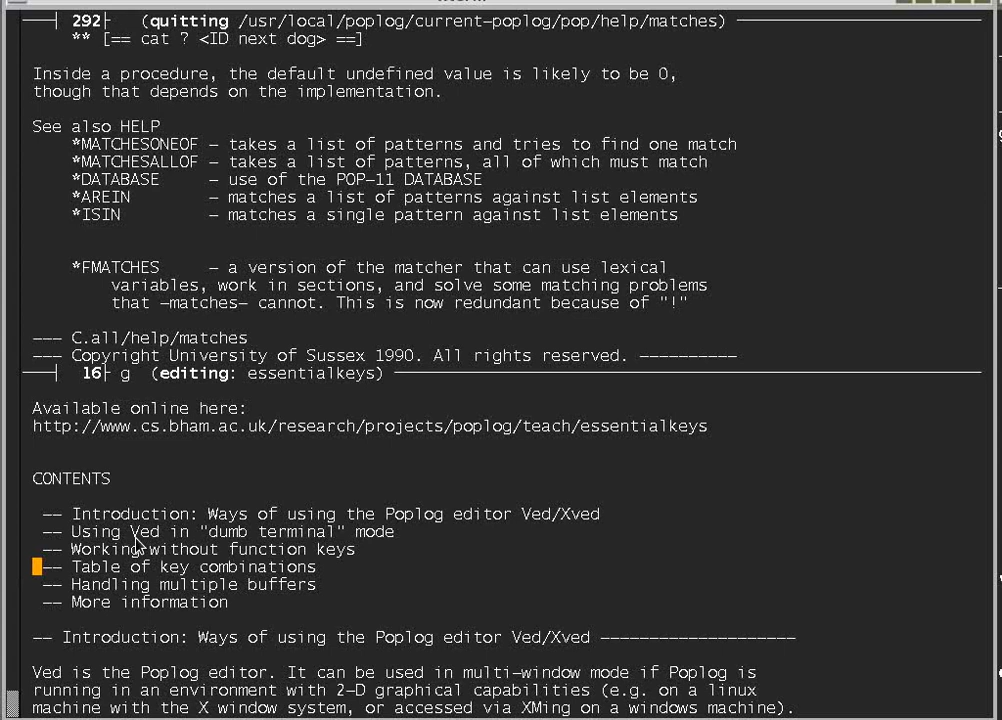 292 (quitting /usr/local/poplog/current-poplog/pop/help/matches)
** [== cat ? <ID next dog> ==]
Inside a procedure, the default undefined value is likely to be 0,
though that depends on the implementation.
See also HELP
*MATCHESONEOF - takes a list of patterns and tries to find one match
*MATCHESALLOF - takes a list of patterns, all of which must match
*DATABASE - use of the POP-11 DATABASE
*AREIN - matches a list of patterns against list elements
*ISIN - matches a single pattern against list elements
*FMATCHES - a version of the matcher that can use lexical
variables, work in sections, and solve some matching problems
that -matches- cannot. This is now redundant because of "!"
--- C.all/help/matches
--- Copyright University of Sussex 1990. All rights reserved. ----------
16 g (editing: essentialkeys)
Available online here:
http://www.cs.bham.ac.uk/research/projects/poplog/teach/essentialkeys
CONTENTS
-- Introduction: Ways of using the Poplog editor Ved/Xved
-- Using Ved in "dumb terminal" mode
-- Working without function keys
-- Table of key combinations
-- Handling multiple buffers
-- More information
-- Introduction: Ways of using the Poplog editor Ved/Xved ---------------------
Ved is the Poplog editor. It can be used in multi-window mode if Poplog is
running in an environment with 2-D graphical capabilities (e.g. on a linux
machine with the X window system, or accessed via XMing on a windows machine).